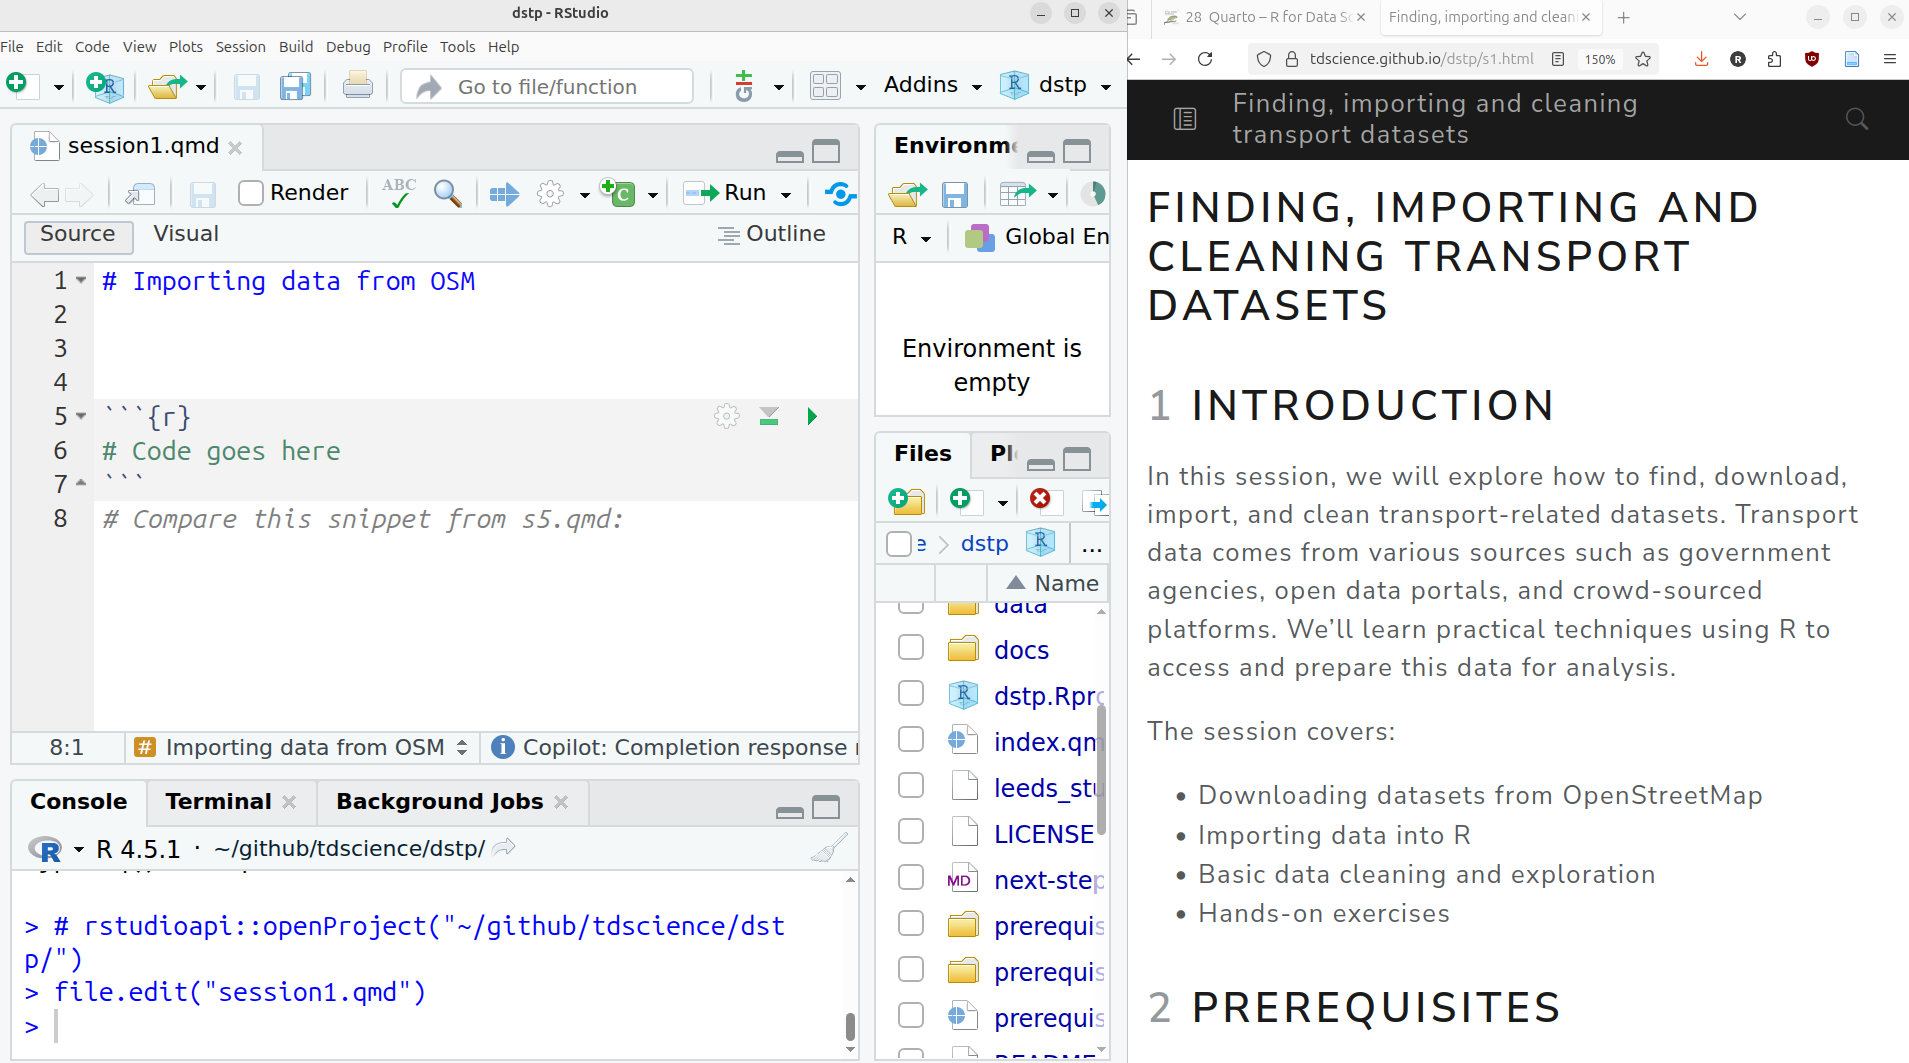 dstp - RStudio
File Edit Code View Plots Session Build Debug Profile Tools Help
Go to file/function
Addins
dstp
session1.qmd
Render
ABC
Run
Source
Visual
Outline
1 # Importing data from OSM
2
3
4
5 ```{r}
6 # Code goes here
7 ```
8 # Compare this snippet from s5.qmd:
8:1
# Importing data from OSM
Copilot: Completion response
Console
Terminal
Background Jobs
R 4.5.1 · ~/github/tdscience/dstp/
> # rstudioapi::openProject("~/github/tdscience/dst
p/")
> file.edit("session1.qmd")
>
Environme
R
Global En
Environment is
empty
Files
Pl
e
dstp
...
Name
data
docs
dstp.Rpro
index.qm
leeds_stu
LICENSE
next-step
prerequis
prerequis
prerequis
README
28 Quarto – R for Data Sc
Finding, importing and clean
tdscience.github.io/dstp/s1.html
150%
Finding, importing and cleaning
transport datasets
FINDING, IMPORTING AND
CLEANING TRANSPORT
DATASETS
1 INTRODUCTION
In this session, we will explore how to find, download,
import, and clean transport-related datasets. Transport
data comes from various sources such as government
agencies, open data portals, and crowd-sourced
platforms. We’ll learn practical techniques using R to
access and prepare this data for analysis.
The session covers:
• Downloading datasets from OpenStreetMap
• Importing data into R
• Basic data cleaning and exploration
• Hands-on exercises
2 PREREQUISITES